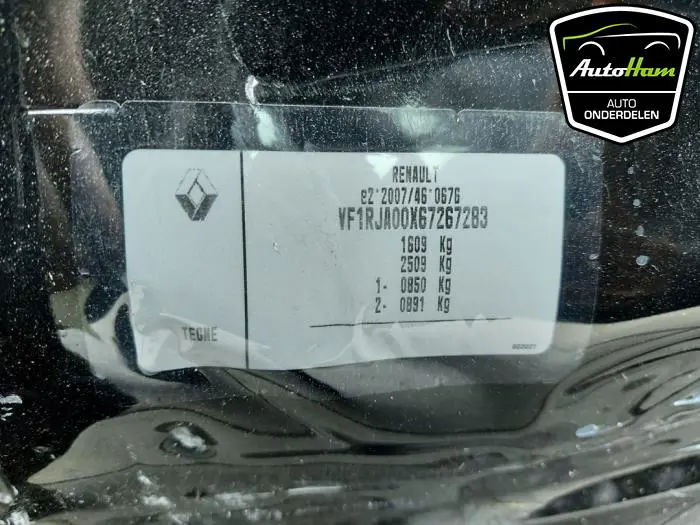 AutoHam
AUTO
ONDERDELEN
RENAULT
e2*2007/46*0676
VF1RJA00X67267283
1609 Kg
2509 Kg
1- 0850 Kg
2- 0891 Kg
TECNE